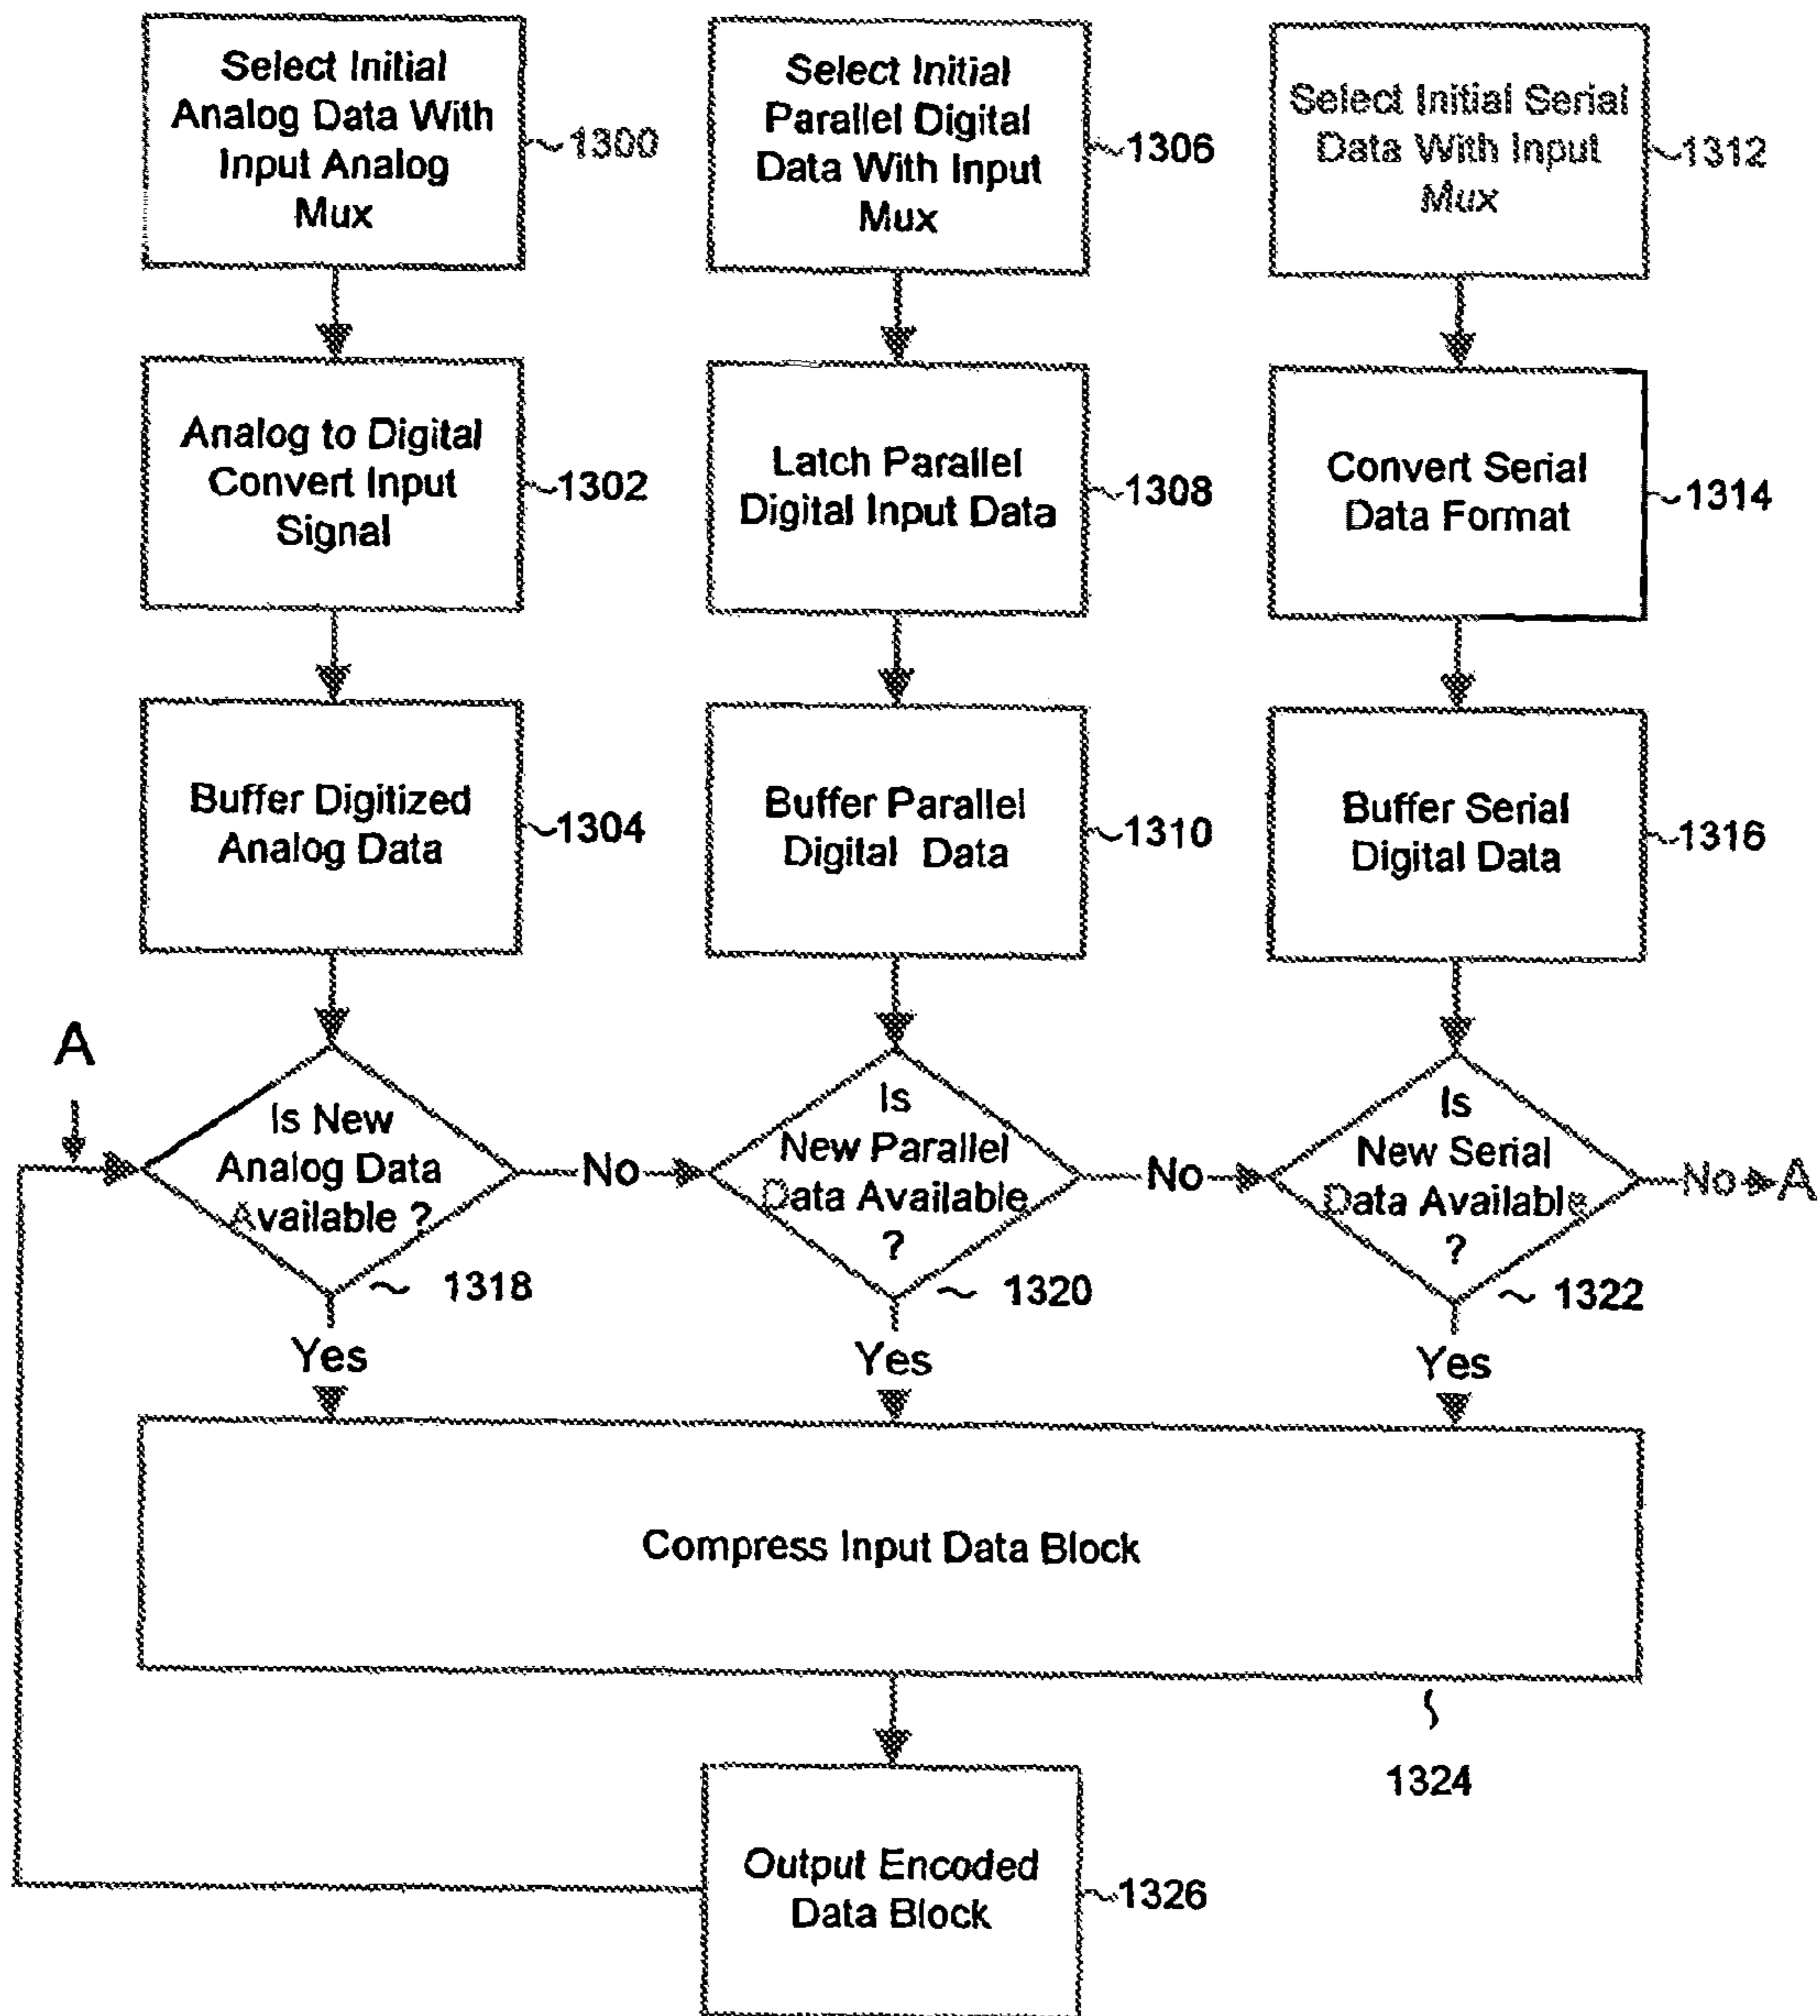 Select Initial
Analog Data With
Input Analog
Mux
1300
Select Initial
Parallel Digital
Data With Input
Mux
1306
Select Initial Serial
Data With Input
Mux
1312
Analog to Digital
Convert Input
Signal
1302
Latch Parallel
Digital Input Data
1308
Convert Serial
Data Format
1314
Buffer Digitized
Analog Data
1304
Buffer Parallel
Digital Data
1310
Buffer Serial
Digital Data
1316
A
Is New
Analog Data
Available ?
1318
No
Is
New Parallel
Data Available
?
1320
No
Is
New Serial
Data Available
?
1322
No
A
Yes
Yes
Yes
Compress Input Data Block
1324
Output Encoded
Data Block
1326